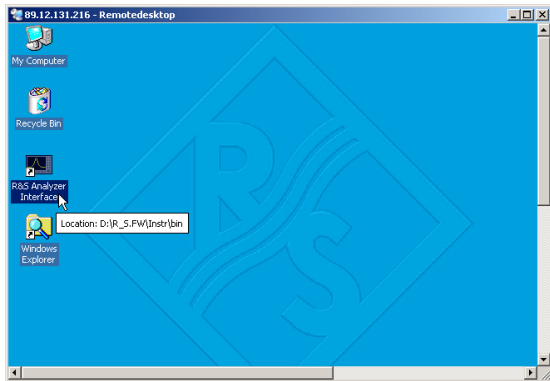 89.12.131.216 - Remotedesktop
My Computer
Recycle Bin
R&S Analyzer
Interface
Location: D:\R_S.FW\Instr\bin
Windows
Explorer
R
S